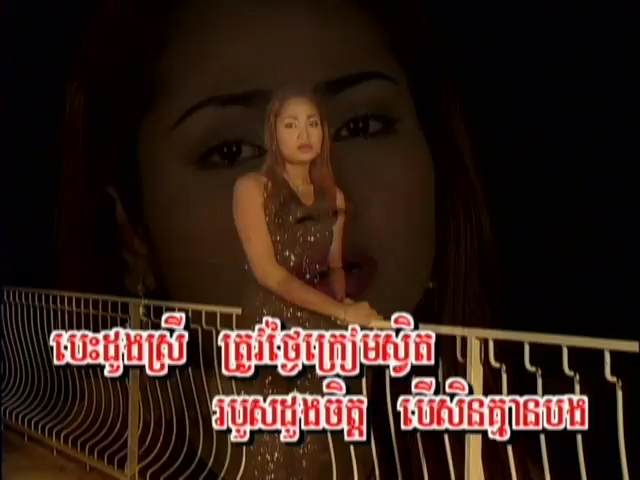 បេះដូងស្រី ត្រូវថ្ងៃក្រៀមស្វិត
របួសដួងចិត្ត បើសិនគ្មានបង